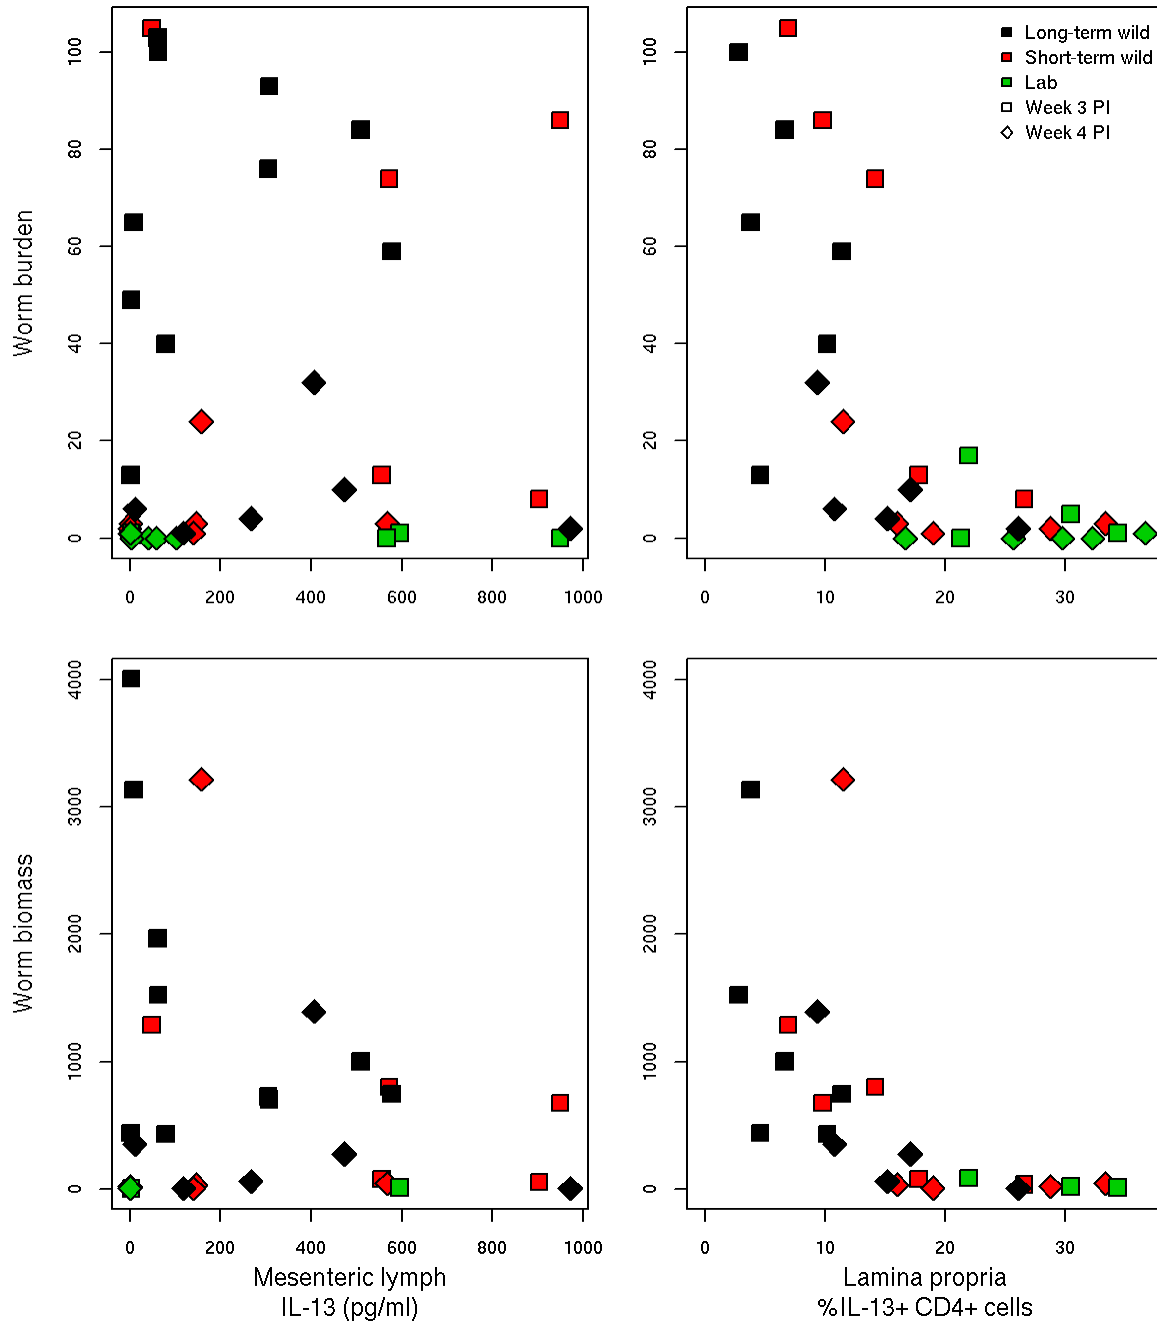 Long-term wild
Short-term wild
Lab
Week 3 PI
Week 4 PI
Worm burden
0 20 40 60 80 100
0 20 40 60 80 100
0 200 400 600 800 1000
0 10 20 30
Worm biomass
0 1000 2000 3000 4000
0 1000 2000 3000 4000
0 200 400 600 800 1000
0 10 20 30
Mesenteric lymph
IL-13 (pg/ml)
Lamina propria
%IL-13+ CD4+ cells